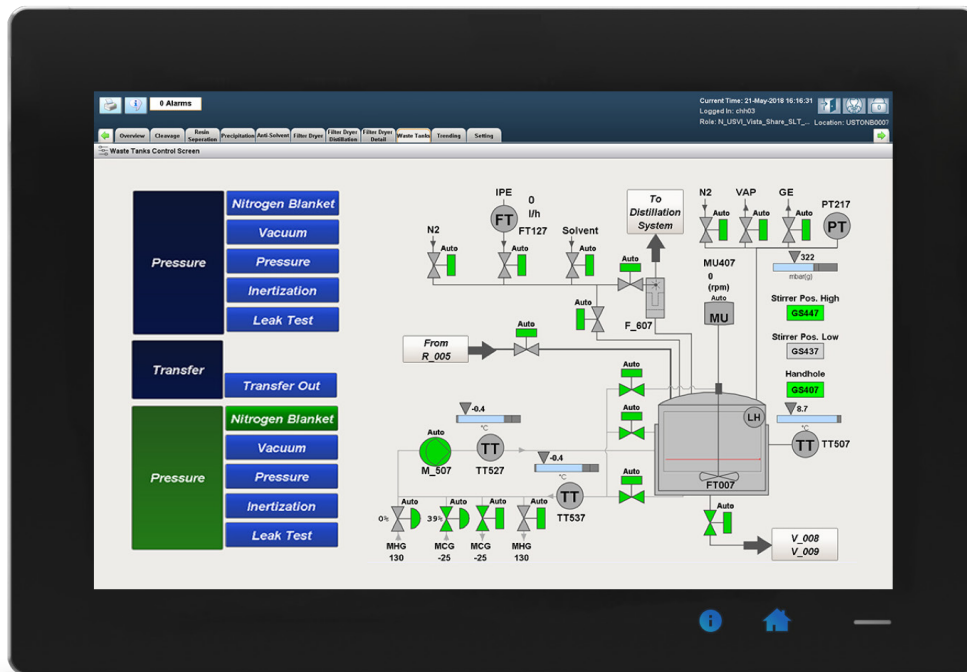 0 Alarms
Current Time: 21-May-2018 16:16:31
Logged In: chh03
Role: N_USVI_Vista_Share_SLT_... Location: USTONB000?
Overview
Cleavage
Resin
Seperation
Precipitation
Anti Solvent
Filter Dryer
Filter Dryer
Distillation
Filter Dryer
Detail
Waste Tanks
Trending
Setting
Waste Tanks Control Screen
Pressure
Nitrogen Blanket
Vacuum
Pressure
Inertization
Leak Test
Transfer
Transfer Out
Pressure
Nitrogen Blanket
Vacuum
Pressure
Inertization
Leak Test
IPE
0
l/h
FT
FT127
N2
Auto
Auto
Solvent
Auto
To
Distillation
System
Auto
F_607
Auto
N2
VAP
GE
Auto
Auto
Auto
PT217
PT
322
mbar(g)
MU407
0
(rpm)
Auto
MU
Stirrer Pos. High
GS447
Stirrer Pos. Low
GS437
Handhole
GS407
From
R_005
Auto
Auto
Auto
Auto
LH
8.7
°C
TT
TT507
FT007
-0.4
°C
Auto
M_507
TT
TT527
-0.4
°C
TT
TT537
0%
Auto
39%
Auto
Auto
Auto
MHG
130
MCG
-25
MCG
-25
MHG
130
Auto
V_008
V_009